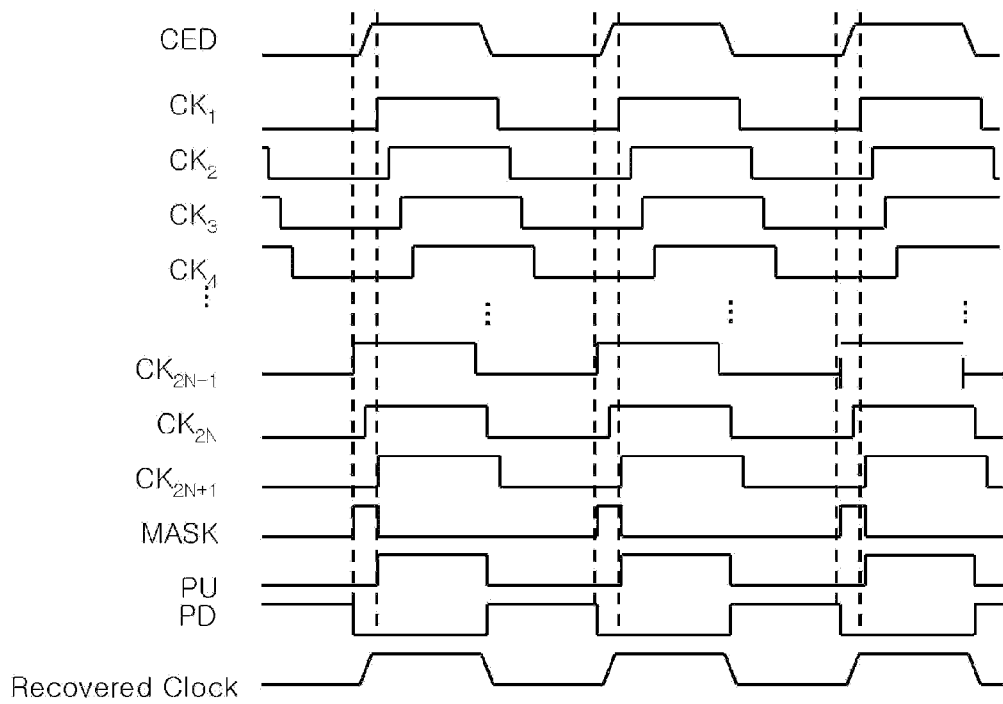 CED
CK₁
CK₂
CK₃
CK₄
CK₂ₙ₋₁
CK₂ₙ
CK₂ₙ₊₁
MASK
PU
PD
Recovered Clock